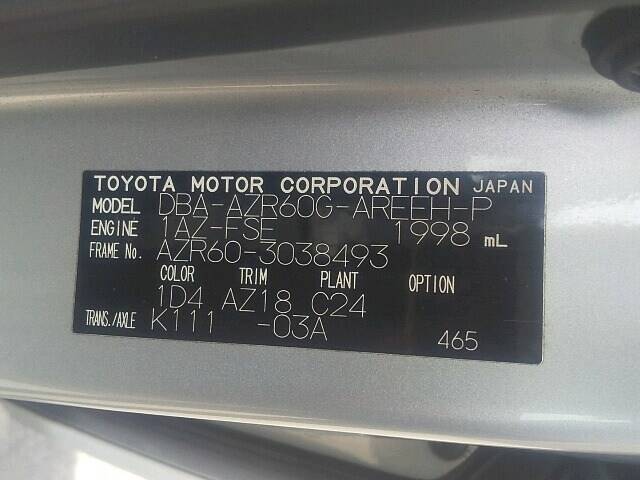 TOYOTA MOTOR CORPORATION JAPAN
MODEL DBA-AZR60G-AREEH-P
ENGINE 1AZ-FSE 1998 mL
FRAME No. AZR60-3038493
COLOR TRIM PLANT OPTION
1D4 AZ18 C24
TRANS./AXLE K111 -03A
465